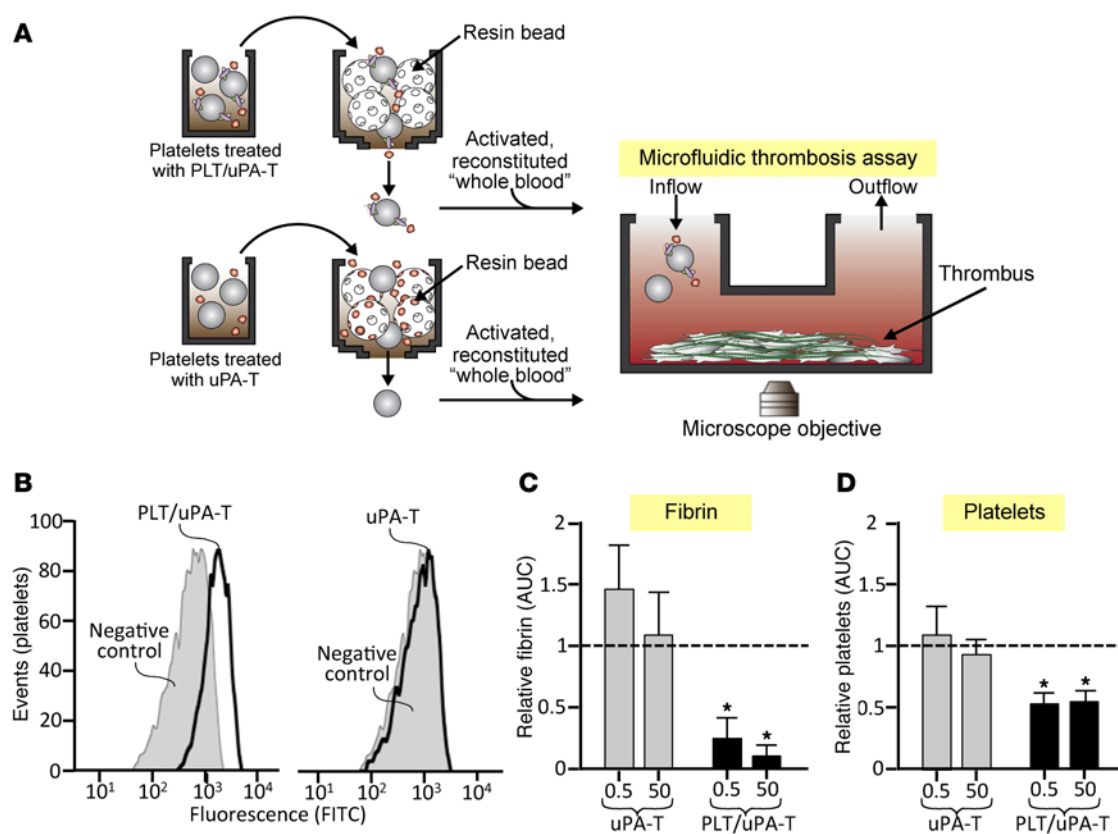 A
Resin bead
Platelets treated
with PLT/uPA-T
Activated,
reconstituted
“whole blood”
Microfluidic thrombosis assay
Inflow
Outflow
Resin bead
Thrombus
Platelets treated
with uPA-T
Activated,
reconstituted
“whole blood”
Microscope objective
B
PLT/uPA-T
uPA-T
Events (platelets)
100
80
60
40
20
0
Negative
control
Negative
control
10¹ 10² 10³ 10⁴
10¹ 10² 10³ 10⁴
Fluorescence (FITC)
C
Fibrin
Relative fibrin (AUC)
2
1.5
1
0.5
0
* *
0.5 50 0.5 50
uPA-T PLT/uPA-T
D
Platelets
Relative platelets (AUC)
2
1.5
1
0.5
0
* *
0.5 50 0.5 50
uPA-T PLT/uPA-T